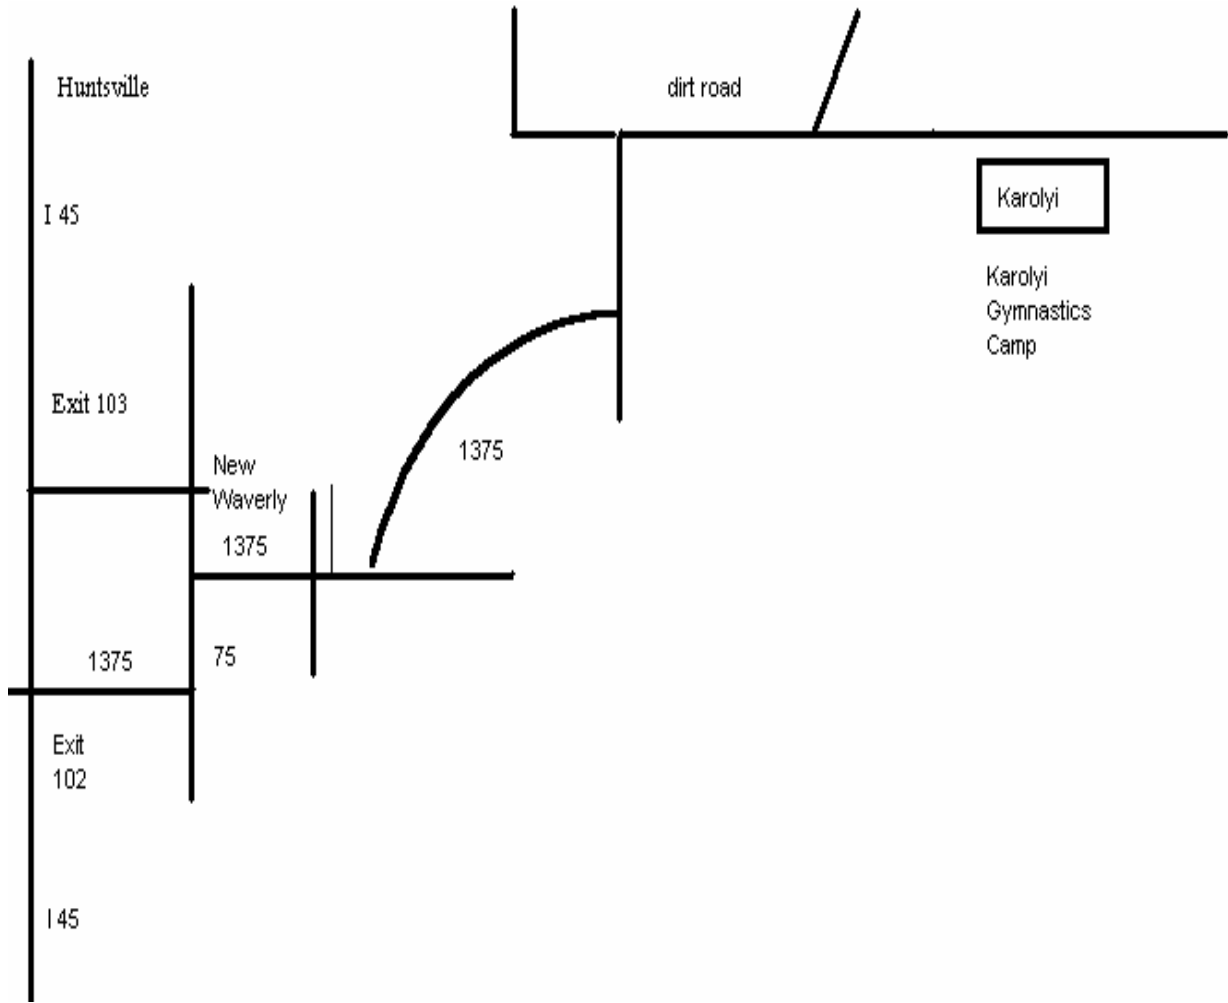 Huntsville
dirt road
Karolyi
I 45
Karolyi
Gymnastics
Camp
Exit 103
1375
New
Waverly
1375
75
1375
Exit
102
I 45